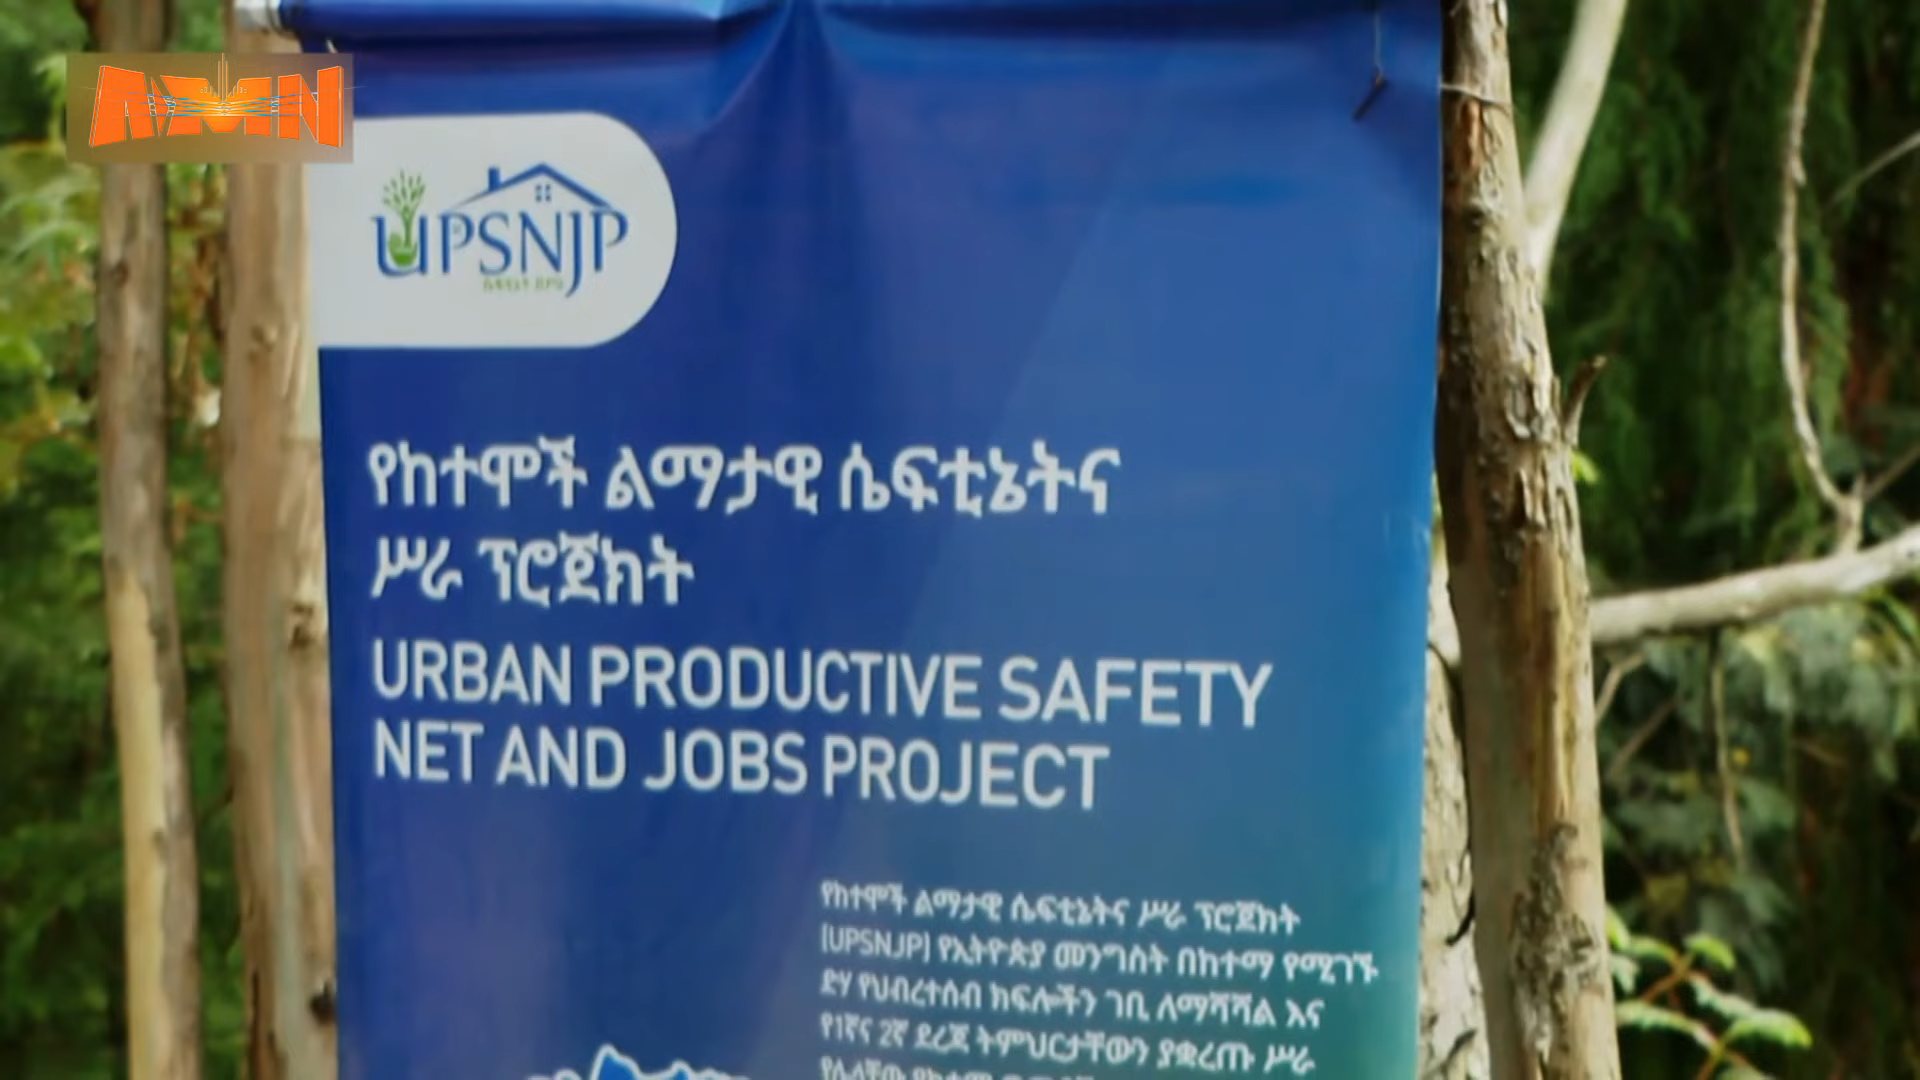 AMN
UPSNJP
የከተሞች ልማታዊ ሴፍቲኔትና
ሥራ ፕሮጀክት
URBAN PRODUCTIVE SAFETY
NET AND JOBS PROJECT
የከተሞች ልማታዊ ሴፍቲኔትና ሥራ ፕሮጀክት
(UPSNJP) የኢትዮጵያ መንግስት በከተማ የሚገኙ
ድሃ የህብረተሰብ ክፍሎችን ገቢ ለማሻሻል እና
የ1ኛና 2ኛ ደረጃ ትምህርታቸውን ያቋረጡ ሥራ